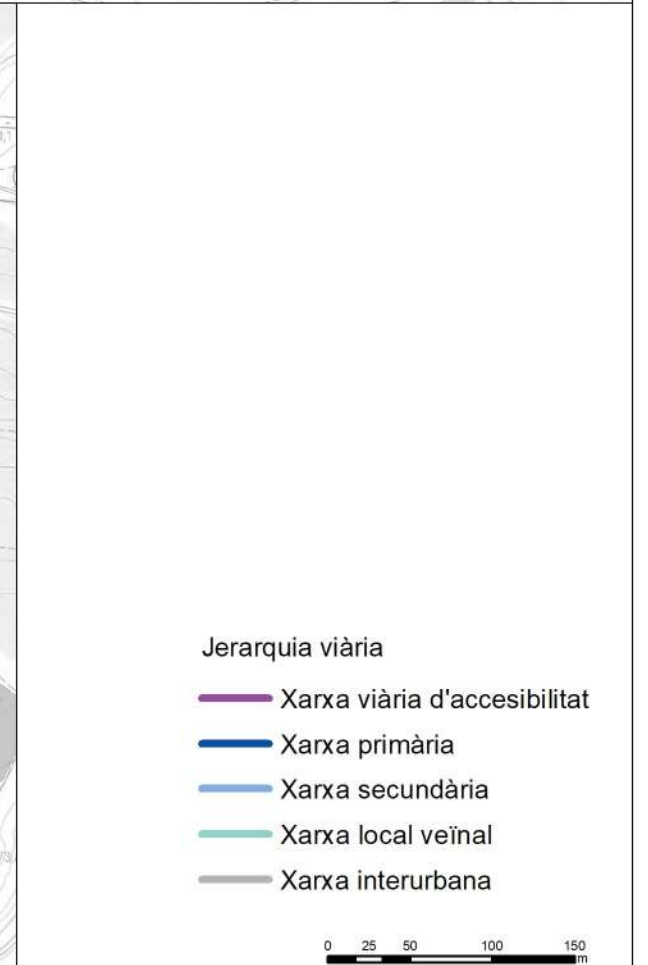 Jerarquia viària
Xarxa viària d'accesibilitat
Xarxa primària
Xarxa secundària
Xarxa local veïnal
Xarxa interurbana
0 25 50 100 150
m